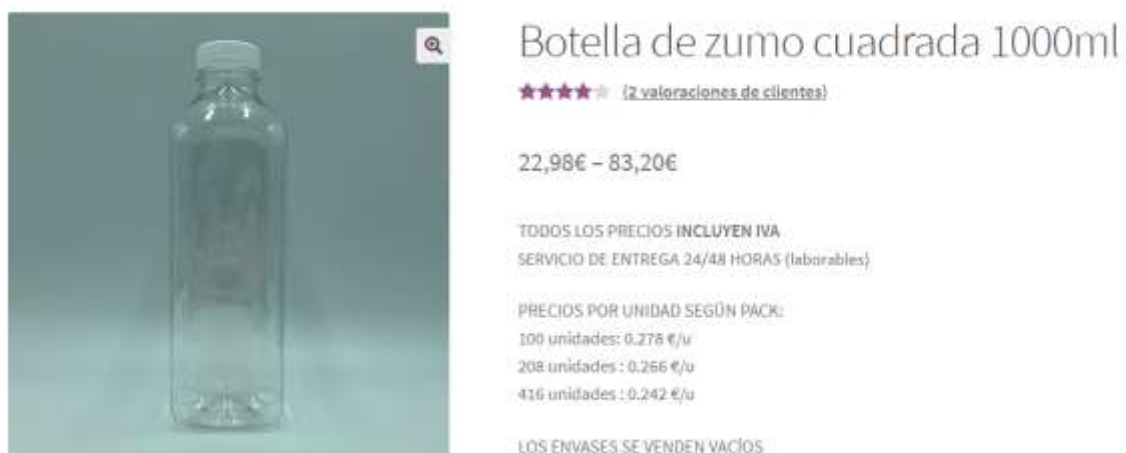 Botella de zumo cuadrada 1000ml
(2 valoraciones de clientes)
22,98€ – 83,20€
TODOS LOS PRECIOS INCLUYEN IVA
SERVICIO DE ENTREGA 24/48 HORAS (laborables)
PRECIOS POR UNIDAD SEGÚN PACK:
100 unidades: 0.278 €/u
208 unidades : 0.266 €/u
416 unidades : 0.242 €/u
LOS ENVASES SE VENDEN VACÍOS